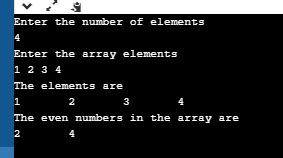 Enter the number of elements
4
Enter the array elements
1 2 3 4
The elements are
1 2 3 4
The even numbers in the array are
2 4